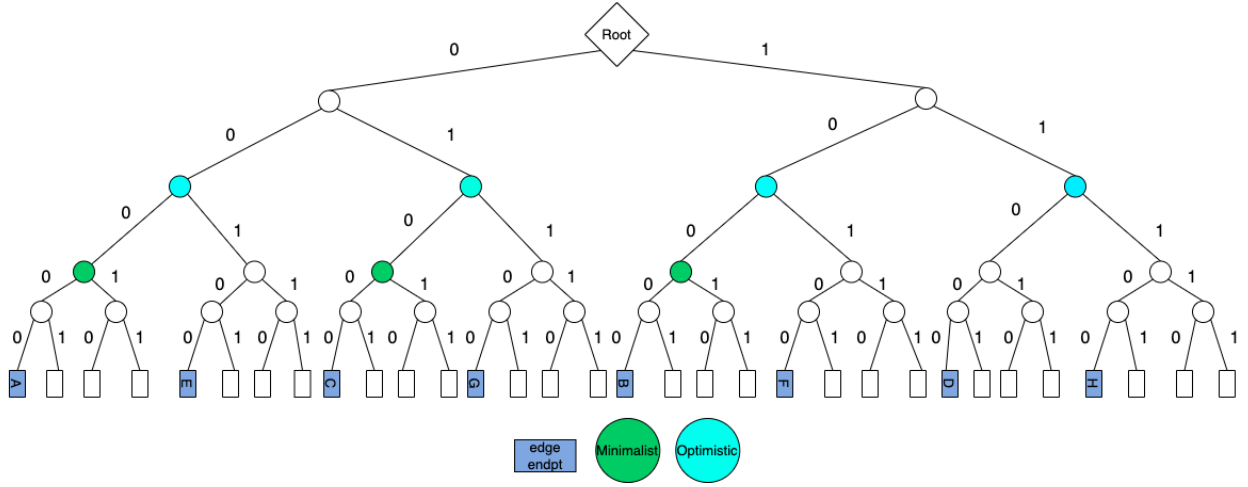 Root
0 1
0 1 0 1
0 1 0 1 0 1 0 1
0 1 0 1 0 1 0 1 0 1 0 1 0 1 0 1
0 1 0 1 0 1 0 1 0 1 0 1 0 1 0 1 0 1 0 1 0 1 0 1 0 1 0 1 0 1 0 1
A E C G B F D H
edge
endpt
Minimalist
Optimistic